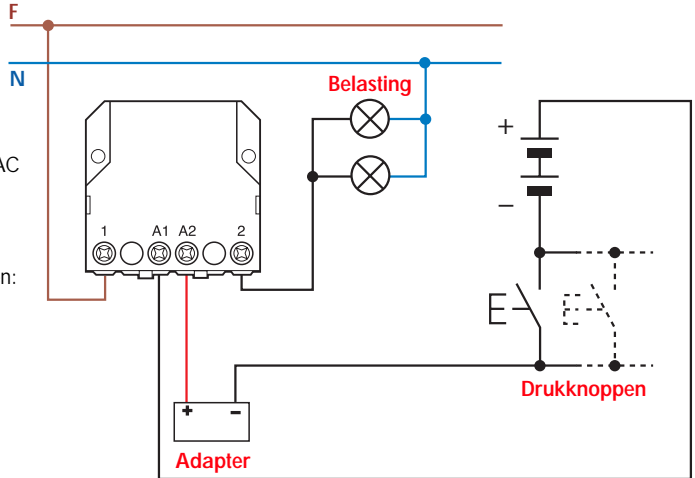 F
N
Belasting
+
AC
−
1 A1 A2 2
n:
Drukknoppen
+ −
Adapter